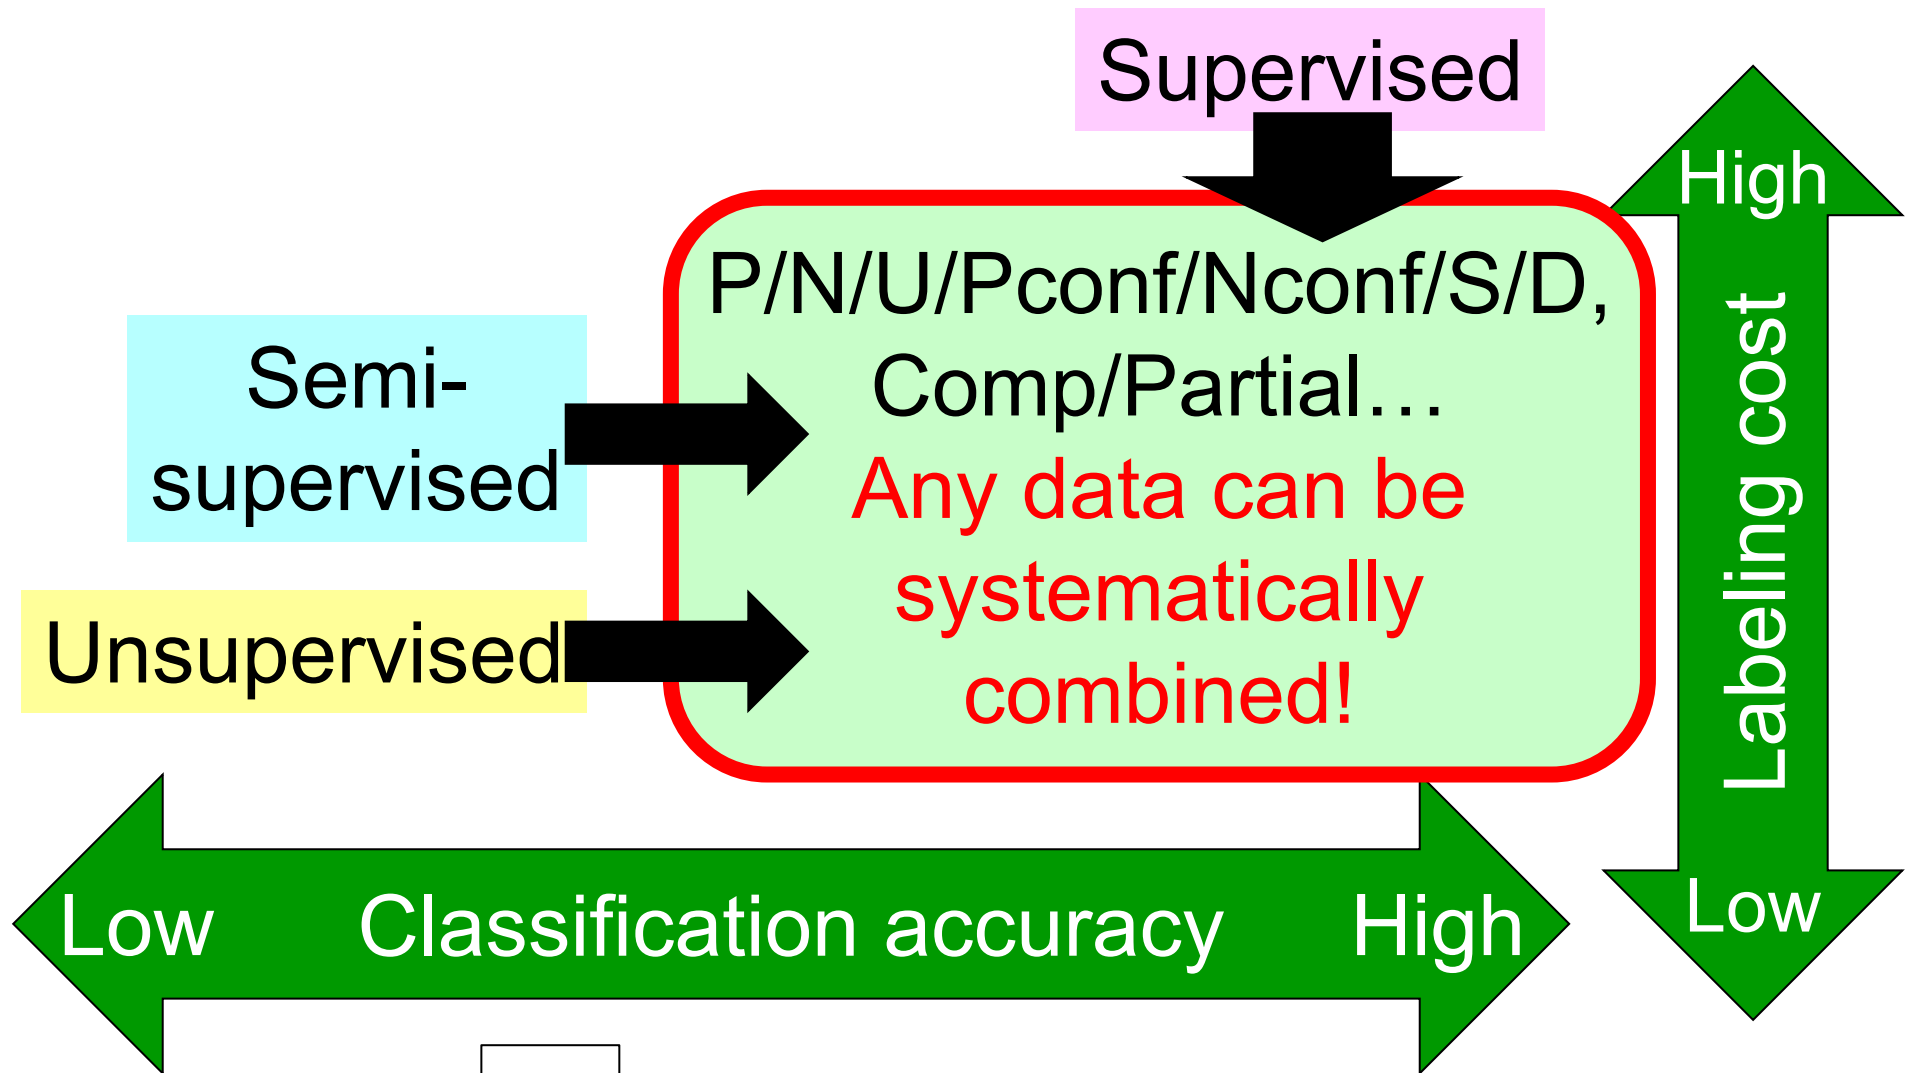 Supervised
High
P/N/U/Pconf/Nconf/S/D,
Comp/Partial…
Any data can be
systematically
combined!
Semi-
supervised
Unsupervised
Labeling cost
Low
Low Classification accuracy High